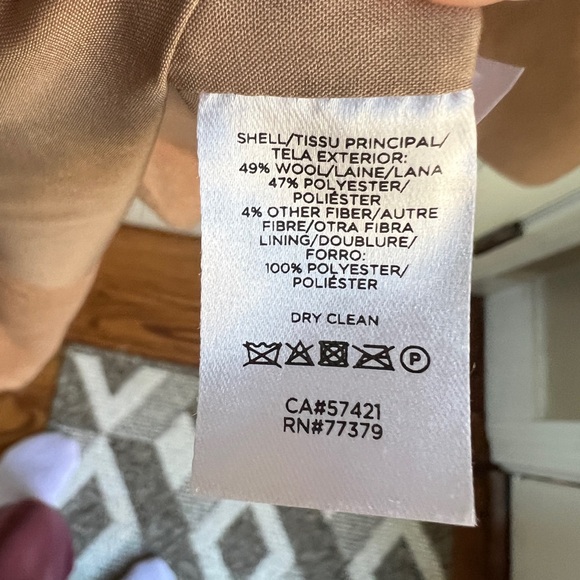 SHELL/TISSU PRINCIPAL/
TELA EXTERIOR:
49% WOOL/LAINE/LANA
47% POLYESTER/
POLIÉSTER
4% OTHER FIBER/AUTRE
FIBRE/OTRA FIBRA
LINING/DOUBLURE/
FORRO:
100% POLYESTER/
POLIÉSTER
DRY CLEAN
P
CA#57421
RN#77379